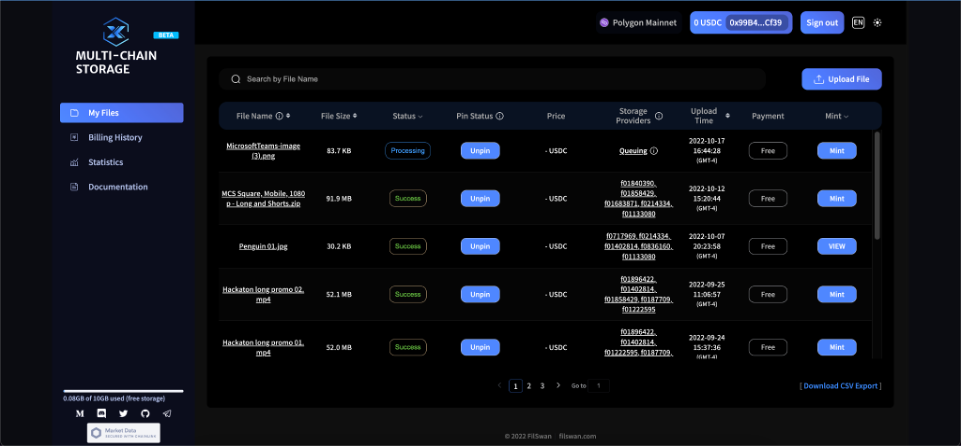 Polygon Mainnet
0 USDC 0x99B4...Cf39
Sign out
EN
BETA
MULTI-CHAIN
STORAGE
My Files
Billing History
Statistics
Documentation
0.08GB of 10GB used (free storage)
M
Market Data
SECURED WITH CHAINLINK
Search by File Name
Upload File
File Name File Size Status Pin Status Price Storage Providers Upload Time Payment Mint
MicrosoftTeams-image
(3).png
83.7 KB
Processing
Unpin
- USDC
Queuing
2022-10-17
16:44:28
(GMT-4)
Free
Mint
MCS Square, Mobile, 1080
p - Long and Shorts.zip
91.9 MB
Success
Unpin
- USDC
f01840390,
f01858429,
f01683871, f0214334,
f01133080
2022-10-12
15:20:44
(GMT-4)
Free
Mint
Penguin 01.jpg
30.2 KB
Success
Unpin
- USDC
f0717969, f0214334,
f01402814, f0836160,
f01133080
2022-10-07
20:23:58
(GMT-4)
Free
VIEW
Hackaton long promo 02.
mp4
52.1 MB
Success
Unpin
- USDC
f01896422,
f01402814,
f01858429, f0187709,
f01222595
2022-09-25
11:06:57
(GMT-4)
Free
Mint
Hackaton long promo 01.
mp4
52.0 MB
Success
Unpin
- USDC
f01896422,
f01402814,
f01222595, f0187709,
2022-09-24
15:37:36
(GMT-4)
Free
Mint
1 2 3 Go to 1
[ Download CSV Export ]
© 2022 FilSwan filswan.com